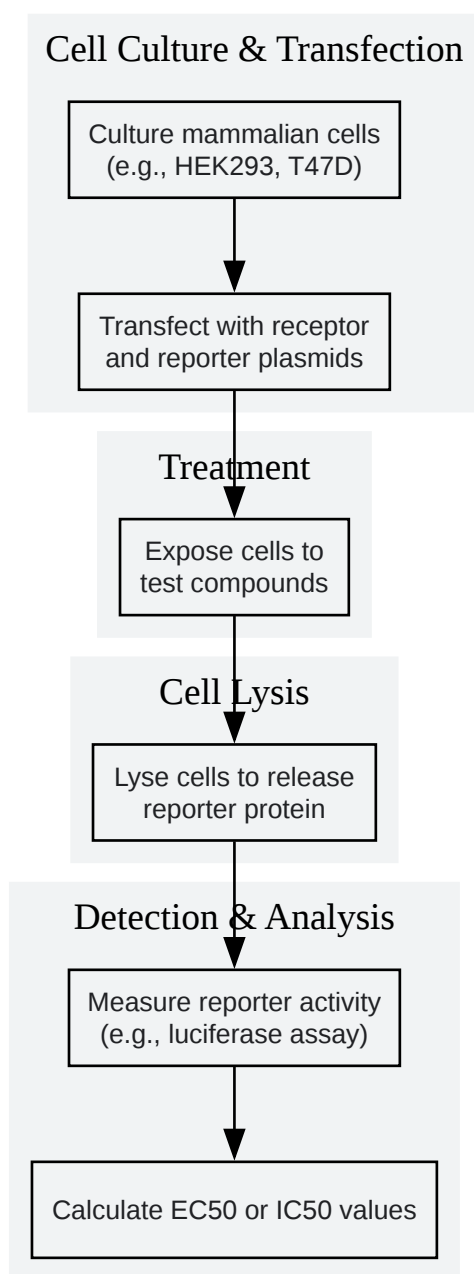 Cell Culture & Transfection
Culture mammalian cells
(e.g., HEK293, T47D)
Transfect with receptor
and reporter plasmids
Treatment
Expose cells to
test compounds
Cell Lysis
Lyse cells to release
reporter protein
Detection & Analysis
Measure reporter activity
(e.g., luciferase assay)
Calculate EC50 or IC50 values